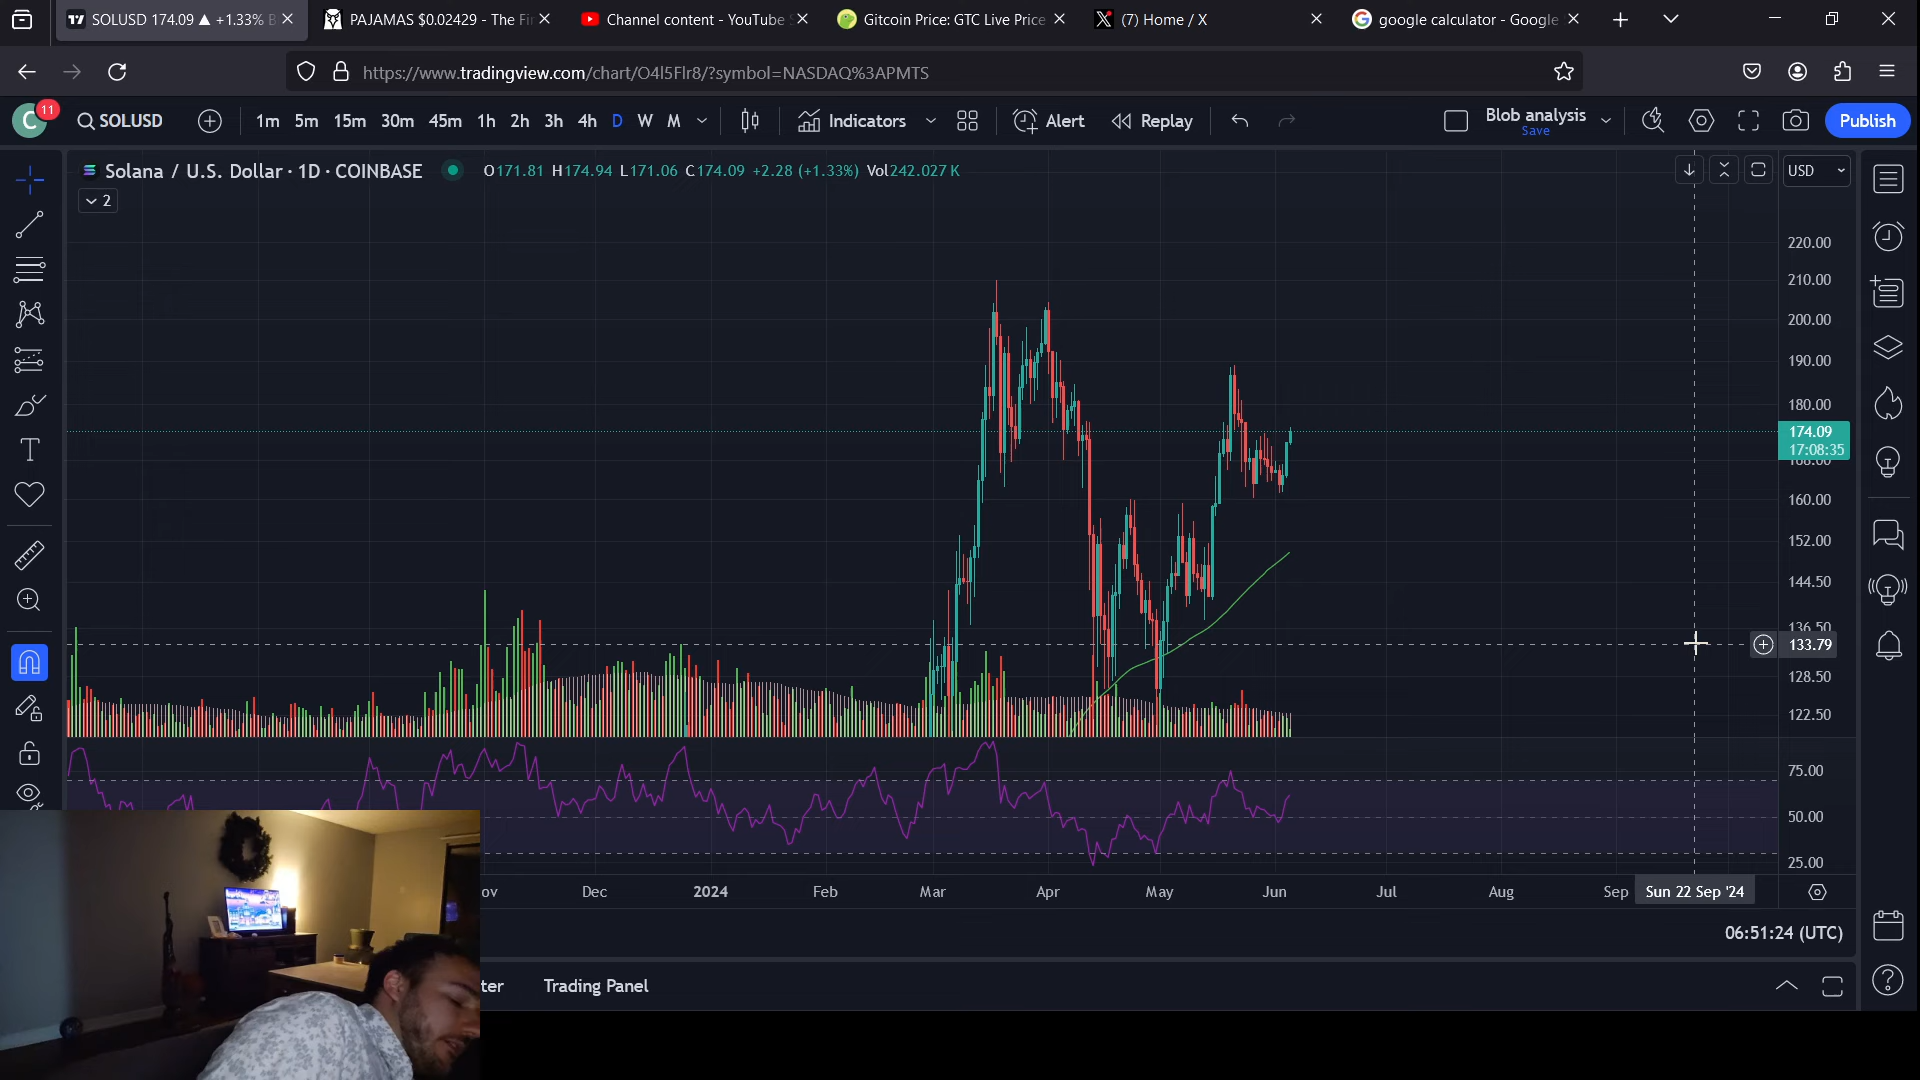 SOLUSD 174.09 ▲ +1.33% B
PAJAMAS $0.02429 - The Fi
Channel content - YouTube S
Gitcoin Price: GTC Live Price
(7) Home / X
google calculator - Google
https://www.tradingview.com/chart/O4l5Flr8/?symbol=NASDAQ%3APMTS
C
11
SOLUSD
1m 5m 15m 30m 45m 1h 2h 3h 4h D W M
Indicators
Alert
Replay
Blob analysis
Save
Publish
Solana / U.S. Dollar · 1D · COINBASE
O171.81 H174.94 L171.06 C174.09 +2.28 (+1.33%) Vol242.027 K
USD
2
220.00
210.00
200.00
190.00
180.00
174.09
17:08:35
168.00
160.00
152.00
144.50
136.50
133.79
128.50
122.50
75.00
50.00
25.00
ov Dec 2024 Feb Mar Apr May Jun Jul Aug Sep Sun 22 Sep '24
06:51:24 (UTC)
ter
Trading Panel